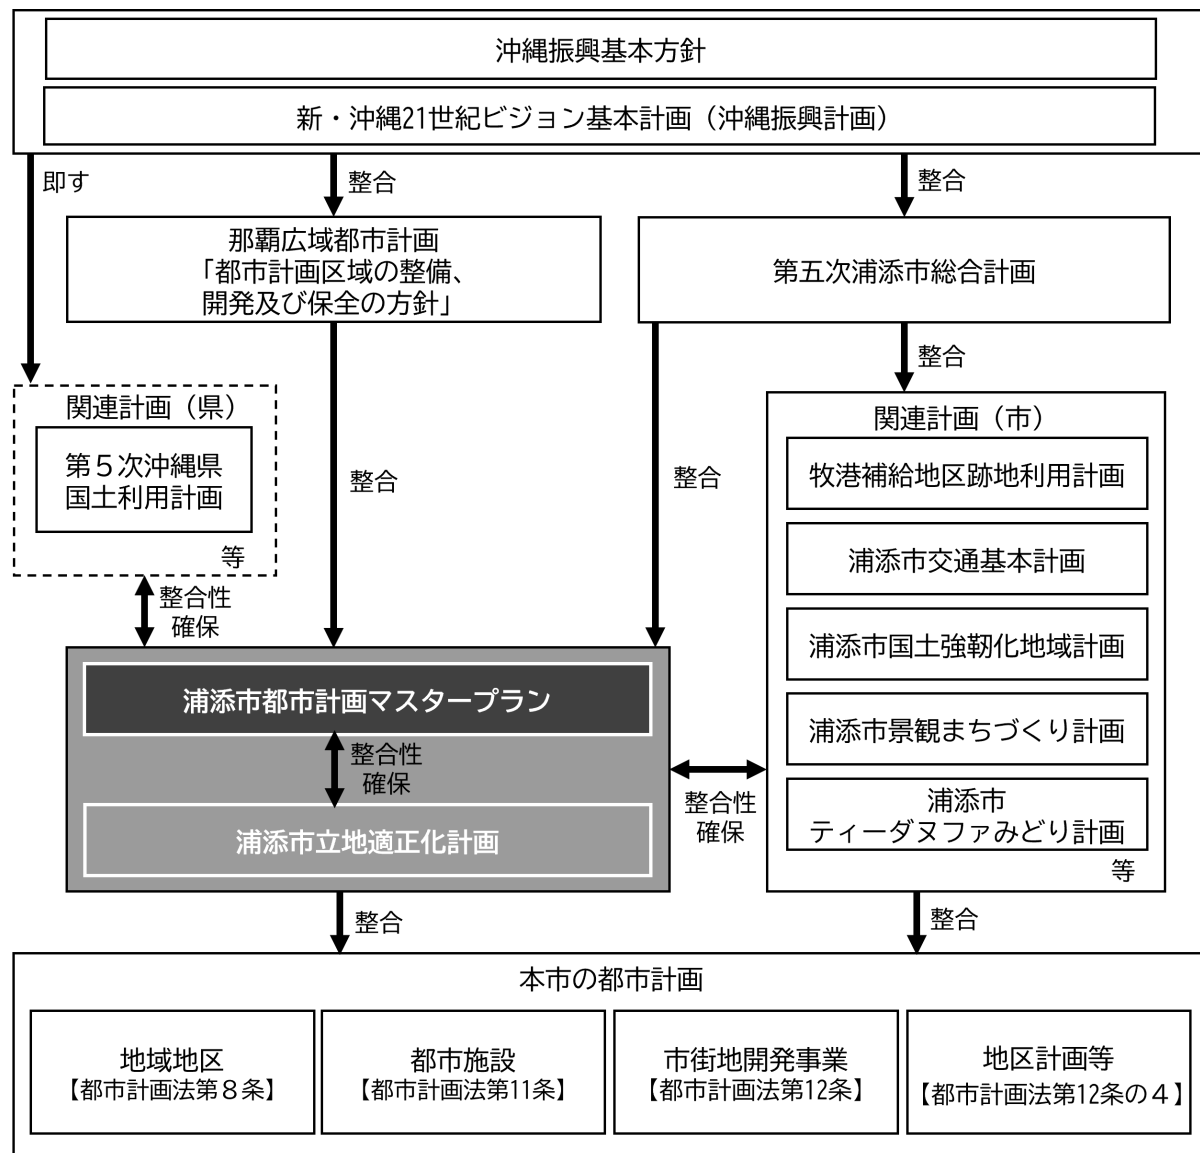 沖縄振興基本方針
新・沖縄21世紀ビジョン基本計画（沖縄振興計画）
即す
整合
整合
那覇広域都市計画
「都市計画区域の整備、
開発及び保全の方針」
第五次浦添市総合計画
整合
関連計画（県）
第５次沖縄県
国土利用計画
等
整合性
確保
整合
整合
関連計画（市）
牧港補給地区跡地利用計画
浦添市交通基本計画
浦添市国土強靭化地域計画
浦添市景観まちづくり計画
浦添市
ティーダヌファみどり計画
等
浦添市都市計画マスタープラン
整合性
確保
浦添市立地適正化計画
整合性
確保
整合
整合
本市の都市計画
地域地区
【都市計画法第８条】
都市施設
【都市計画法第11条】
市街地開発事業
【都市計画法第12条】
地区計画等
【都市計画法第12条の４】